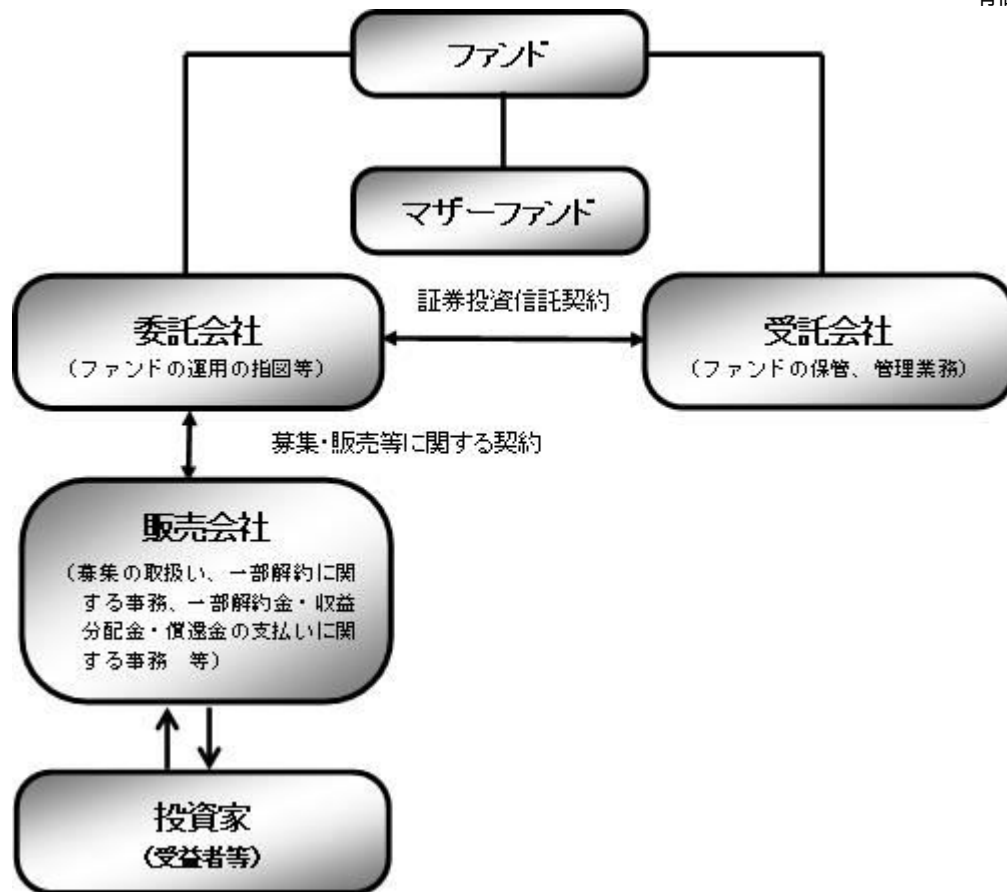 ファンド
マザーファンド
証券投資信託契約
委託会社
(ファンドの運用の指図等)
受託会社
(ファンドの保管、管理業務)
募集・販売等に関する契約
販売会社
(募集の取扱い、一部解約に関
する事務、一部解約金・収益
分配金・償還金の支払いに関
する事務　等)
投資家
(受益者等)